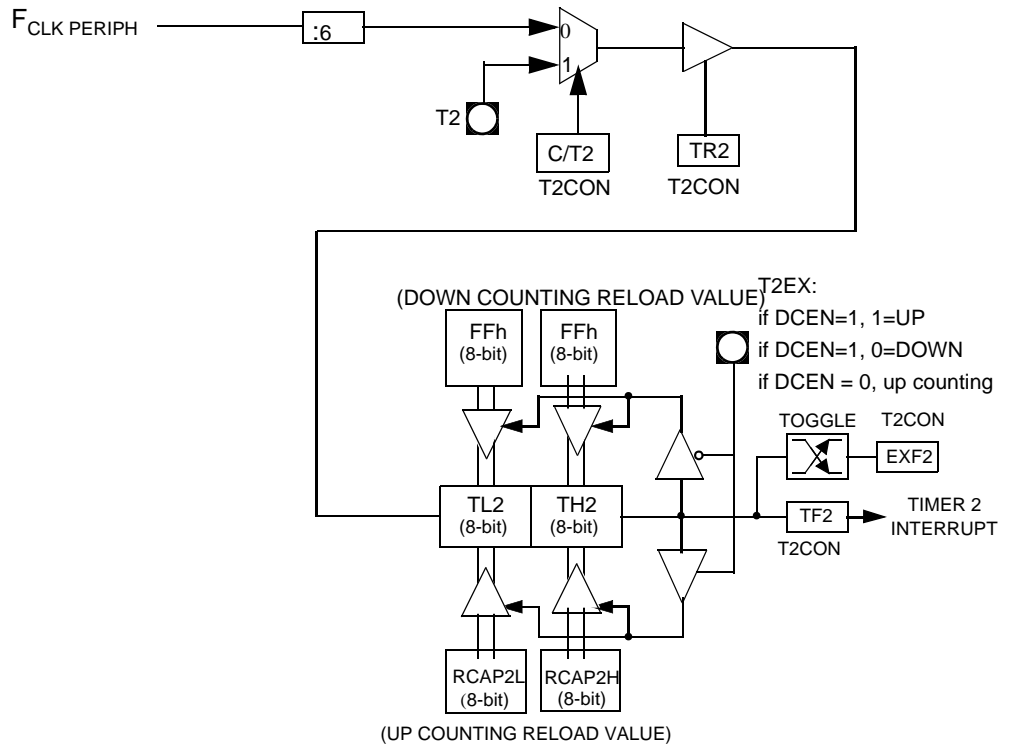 F CLK PERIPH
:6
0
1
T2
C/T2
T2CON
TR2
T2CON
T2EX:
(DOWN COUNTING RELOAD VALUE)
if DCEN=1, 1=UP
if DCEN=1, 0=DOWN
if DCEN = 0, up counting
FFh
(8-bit)
FFh
(8-bit)
TOGGLE
T2CON
EXF2
TL2
(8-bit)
TH2
(8-bit)
TF2
T2CON
TIMER 2
INTERRUPT
RCAP2L
(8-bit)
RCAP2H
(8-bit)
(UP COUNTING RELOAD VALUE)